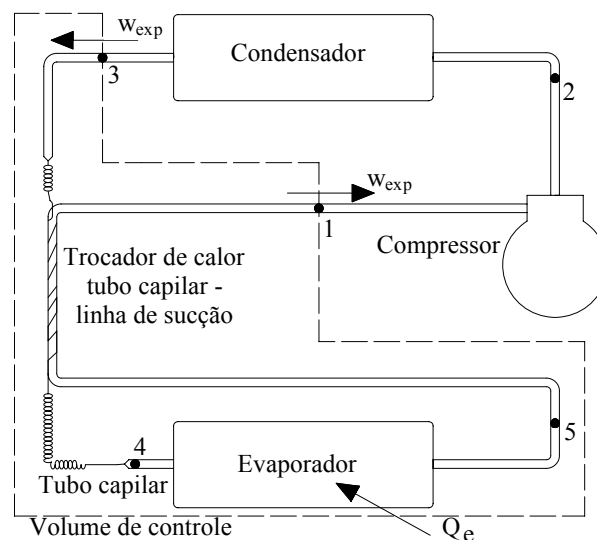 w_exp
Condensador
3
2
w_exp
1
Compressor
Trocador de calor
tubo capilar -
linha de sucção
4
5
Evaporador
Tubo capilar
Volume de controle
Q_e